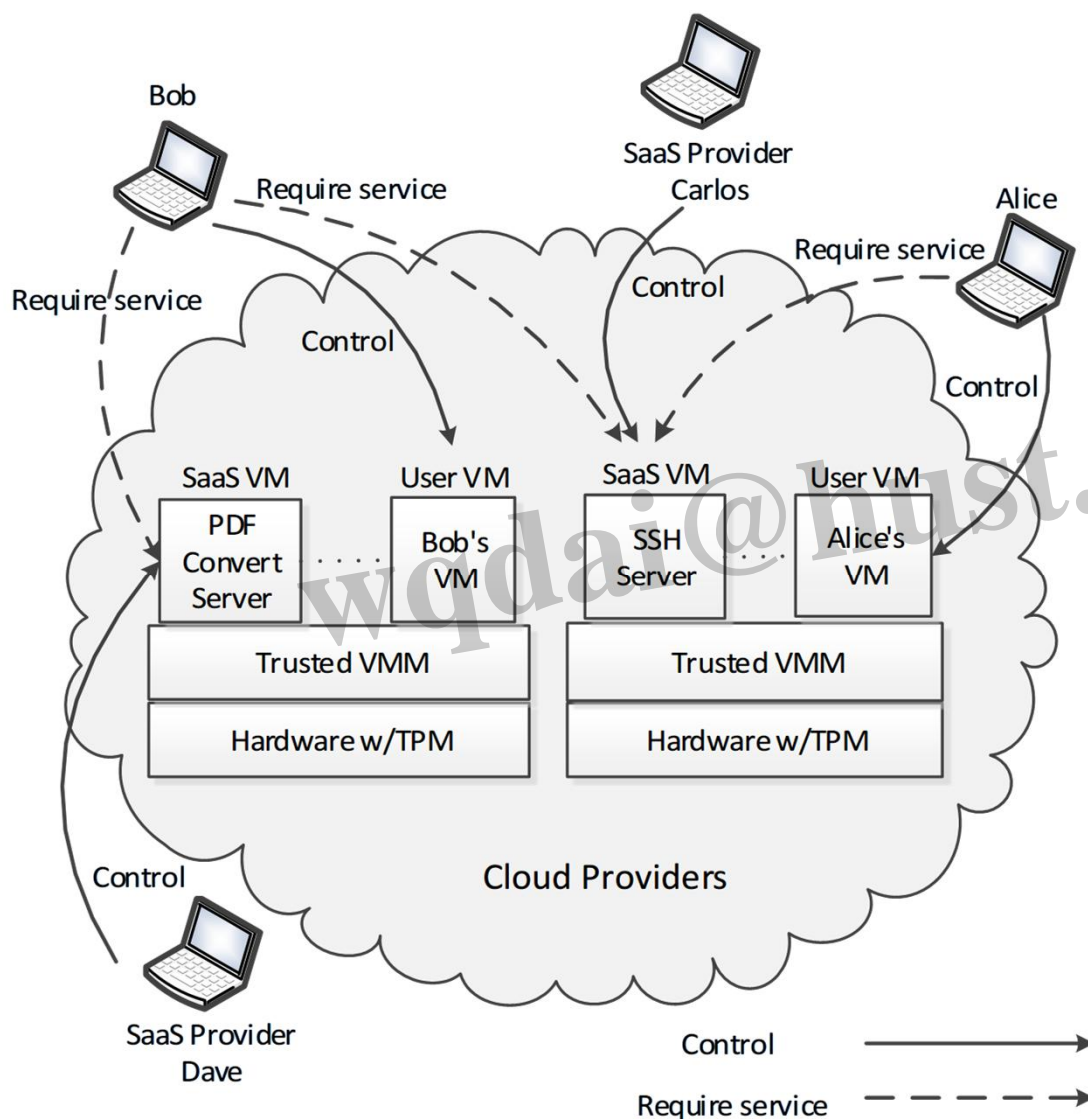 Bob
SaaS Provider
Carlos
Alice
Require service
Require service
Require service
Control
Control
Control
SaaS VM
User VM
SaaS VM
User VM
PDF
Convert
Server
Bob's
VM
SSH
Server
Alice's
VM
wqdai@hust.
Trusted VMM
Trusted VMM
Hardware w/TPM
Hardware w/TPM
Cloud Providers
Control
SaaS Provider
Dave
Control
Require service